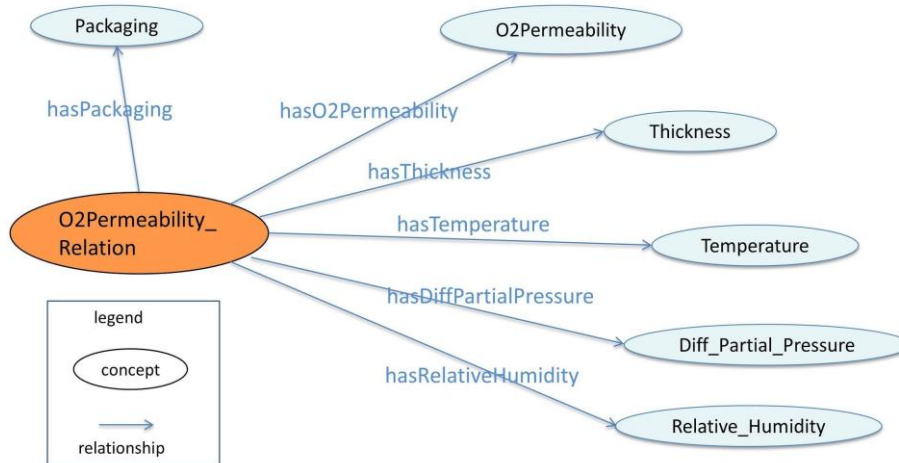 Packaging
O2Permeability
hasPackaging
hasO2Permeability
Thickness
hasThickness
O2Permeability_
Relation
hasTemperature
Temperature
hasDiffPartialPressure
legend
Diff_Partial_Pressure
concept
hasRelativeHumidity
Relative_Humidity
relationship